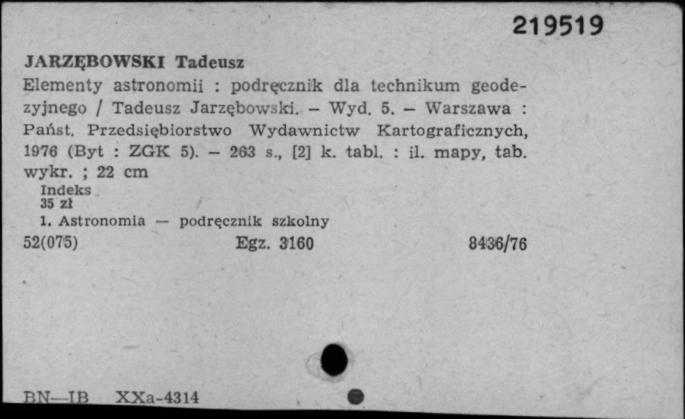 219519
JARZĘBOWSKI Tadeusz
Elementy astronomii : podręcznik dla technikum geode-
zyjnego / Tadeusz Jarzębowski. — Wyd. 5. — Warszawa :
Państ. Przedsiębiorstwo Wydawnictw Kartograficznych,
1976 (Byt : ZGK 5). — 263 s., [2] k. tabl. : il. mapy, tab.
wykr. ; 22 cm
Indeks
35 zł
1. Astronomia — podręcznik szkolny
52(075) Egz. 3160 8436/76
BN—IB XXa-4314